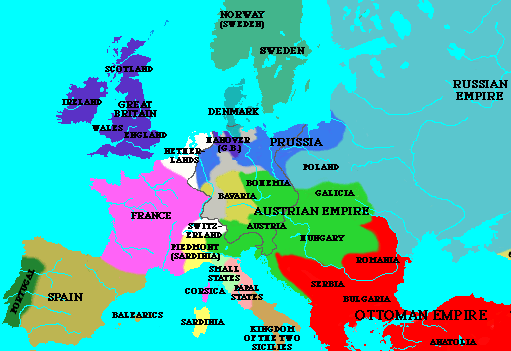 NORWAY
(SWEDEN)
SWEDEN
SCOTLAND
RUSSIAN
EMPIRE
IRELAND
GREAT
BRITAIN
DENMARK
WALES
ENGLAND
HANOVER
(G.B.)
PRUSSIA
NETHER-
LANDS
POLAND
BOHEMIA
BAVARIA
GALICIA
FRANCE
AUSTRIAN EMPIRE
SWITZ-
ERLAND
AUSTRIA
HUNGARY
PIEDMONT
(SARDINIA)
ROMANIA
SMALL
STATES
PORTUGAL
SPAIN
CORSICA
PAPAL
STATES
SERBIA
BULGARIA
BALEARICS
SARDINIA
OTTOMAN EMPIRE
KINGDOM
OF THE TWO
SICILIES
ANATOLIA